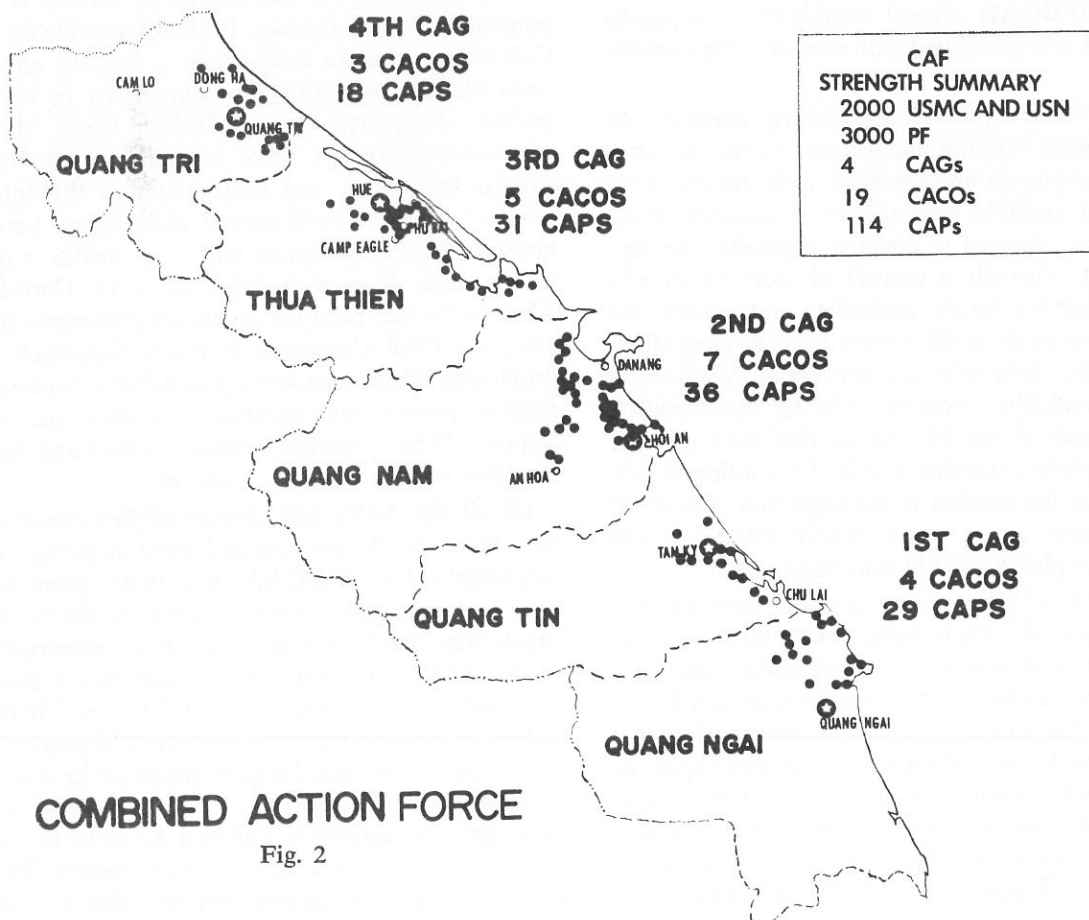 4TH CAG
3 CACOS
18 CAPS
CAF
STRENGTH SUMMARY
2000 USMC AND USN
3000 PF
4 CAGs
19 CACOs
114 CAPs
CAM LO
DONG HA
QUANG TRI
QUANG TRI
3RD CAG
5 CACOS
31 CAPS
HUE
PHU BAI
CAMP EAGLE
THUA THIEN
2ND CAG
7 CACOS
36 CAPS
DANANG
HOI AN
QUANG NAM
AN HOA
1ST CAG
4 CACOS
29 CAPS
TAM KY
CHU LAI
QUANG TIN
QUANG NGAI
QUANG NGAI
COMBINED ACTION FORCE
Fig. 2